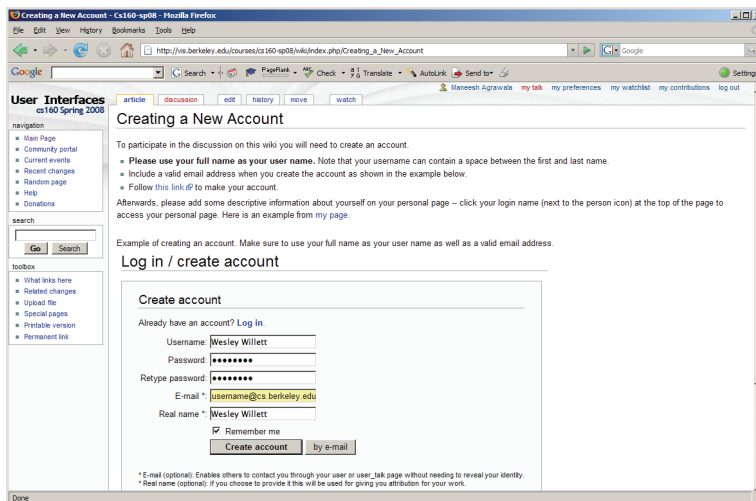 Creating a New Account - Cs160-sp08 - Mozilla Firefox
File Edit View History Bookmarks Tools Help
http://vis.berkeley.edu/courses/cs160-sp08/wiki/index.php/Creating_a_New_Account
Google
Google Search PageRank Check Translate AutoLink Send to Settings
Maneesh Agrawala my talk my preferences my watchlist my contributions log out
User Interfaces
cs160 Spring 2008
article discussion edit history move watch
navigation
Main Page
Community portal
Current events
Recent changes
Random page
Help
Donations
search
Go Search
toolbox
What links here
Related changes
Upload file
Special pages
Printable version
Permanent link
Creating a New Account
To participate in the discussion on this wiki you will need to create an account.
Please use your full name as your user name. Note that your username can contain a space between the first and last name.
Include a valid email address when you create the account as shown in the example below.
Follow this link to make your account.
Afterwards, please add some descriptive information about yourself on your personal page -- click your login name (next to the person icon) at the top of the page to
access your personal page. Here is an example from my page.
Example of creating an account. Make sure to use your full name as your user name as well as a valid email address.
Log in / create account
Create account
Already have an account? Log in.
Username: Wesley Willett
Password: ●●●●●●●●
Retype password: ●●●●●●●●
E-mail *: username@cs.berkeley.edu
Real name *: Wesley Willett
Remember me
Create account by e-mail
* E-mail (optional): Enables others to contact you through your user or user_talk page without needing to reveal your identity.
* Real name (optional): if you choose to provide it this will be used for giving you attribution for your work.
Done